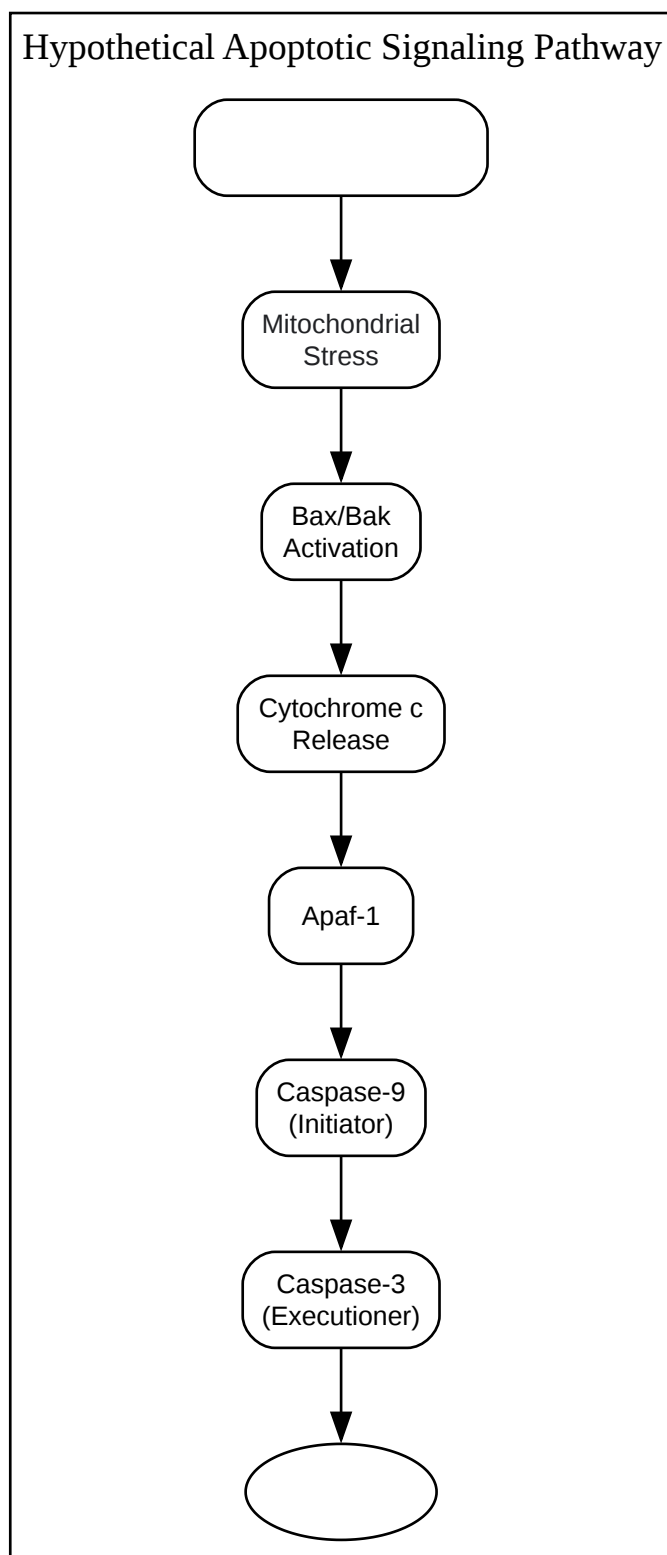 Hypothetical Apoptotic Signaling Pathway
Mitochondrial
Stress
Bax/Bak
Activation
Cytochrome c
Release
Apaf-1
Caspase-9
(Initiator)
Caspase-3
(Executioner)